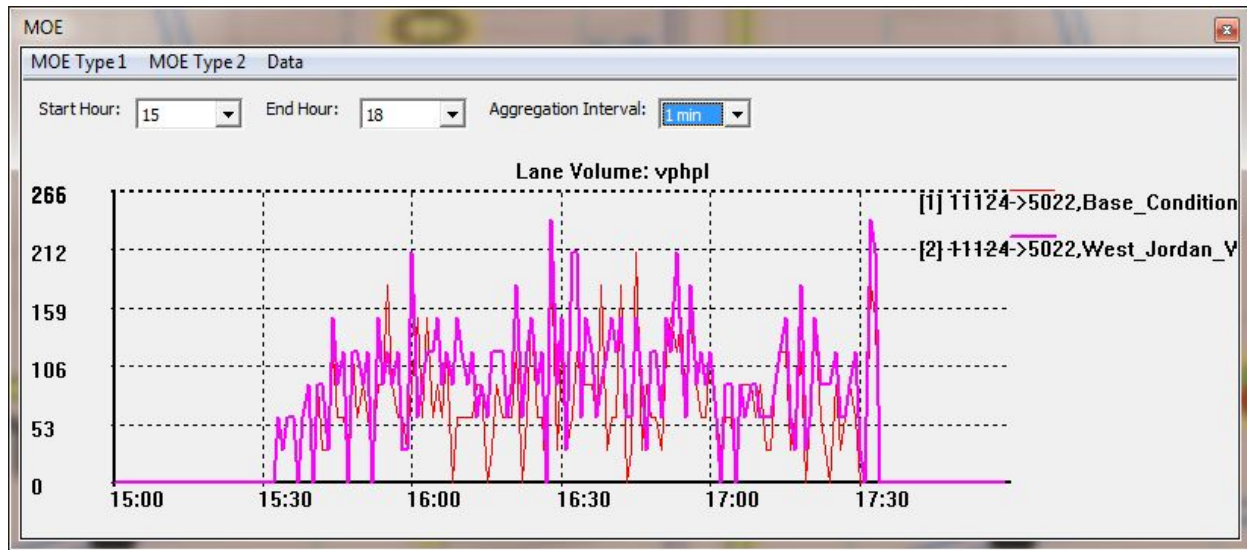 MOE
MOE Type 1 MOE Type 2 Data
Start Hour: 15 End Hour: 18 Aggregation Interval: 1 min
Lane Volume: vphpl
266
[1] 11124->5022,Base_Condition
212
[2] 11124->5022,West_Jordan_V
159
106
53
0
15:00 15:30 16:00 16:30 17:00 17:30